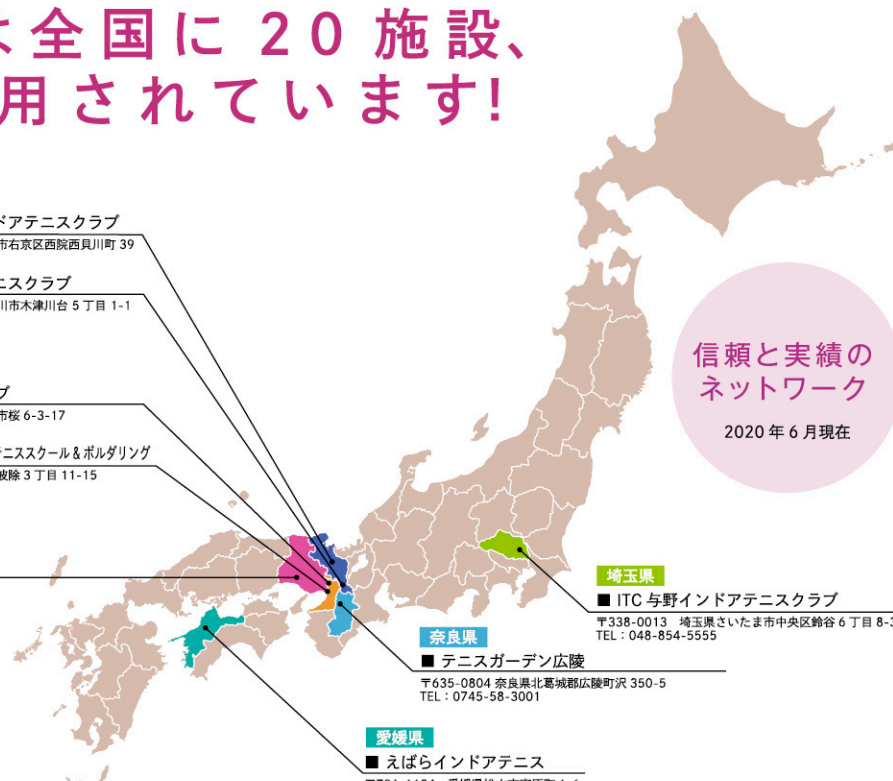 は全国に 20 施設、
用されています!
ドアテニスクラブ
市右京区西院西貝川町 39
ニスクラブ
川市木津川台 5 丁目 1-1
ブ
市桜 6-3-17
テニススクール&ボルダリング
波除 3 丁目 11-15
信頼と実績の
ネットワーク
2020 年 6 月現在
埼玉県
■ ITC 与野インドアテニスクラブ
〒338-0013 埼玉県さいたま市中央区鈴谷 6 丁目 8-3
TEL:048-854-5555
奈良県
■ テニスガーデン広陵
〒635-0804 奈良県北葛城郡広陵町沢 350-5
TEL:0745-58-3001
愛媛県
■ えばらインドアテニス